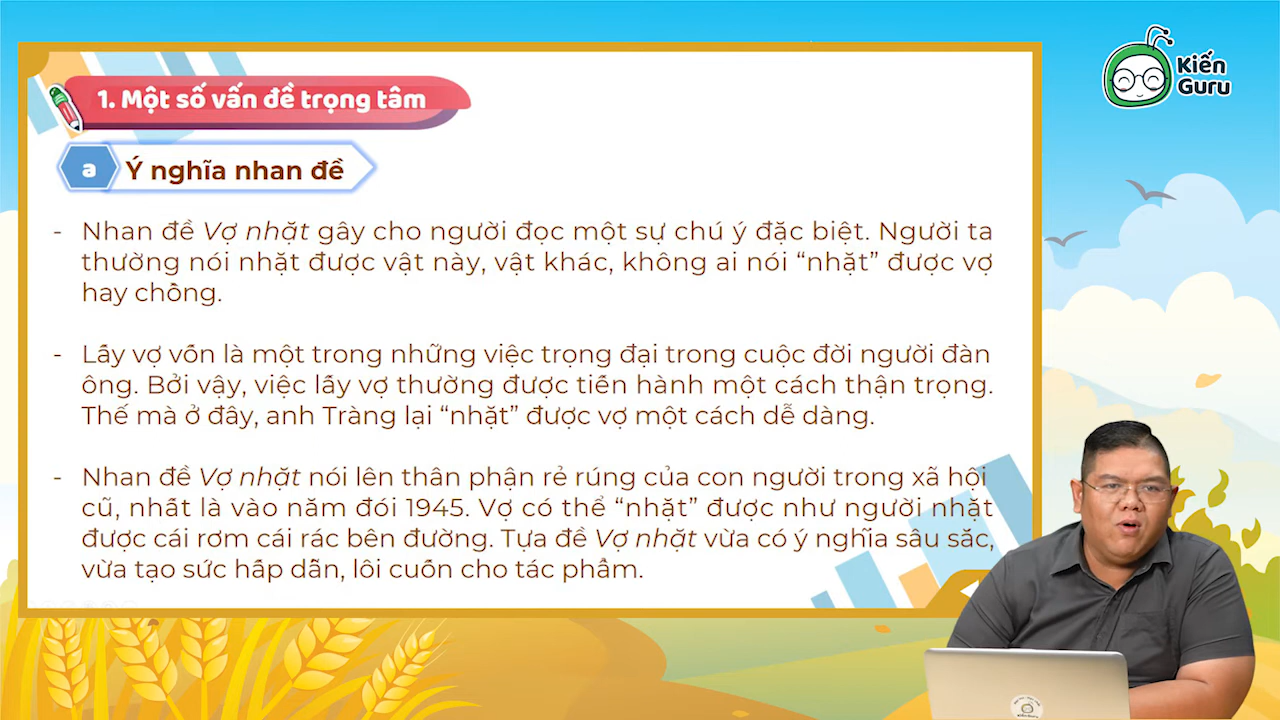 Kiến
Guru
1. Một số vấn đề trọng tâm
a
Ý nghĩa nhan đề
- Nhan đề Vợ nhặt gây cho người đọc một sự chú ý đặc biệt. Người ta
thường nói nhặt được vật này, vật khác, không ai nói “nhặt” được vợ
hay chồng.
- Lấy vợ vốn là một trong những việc trọng đại trong cuộc đời người đàn
ông. Bởi vậy, việc lấy vợ thường được tiến hành một cách thận trọng.
Thế mà ở đây, anh Tràng lại “nhặt” được vợ một cách dễ dàng.
- Nhan đề Vợ nhặt nói lên thân phận rẻ rúng của con người trong xã hội
cũ, nhất là vào năm đói 1945. Vợ có thể “nhặt” được như người nhặt
được cái rơm cái rác bên đường. Tựa đề Vợ nhặt vừa có ý nghĩa sâu sắc,
vừa tạo sức hấp dẫn, lôi cuốn cho tác phẩm.